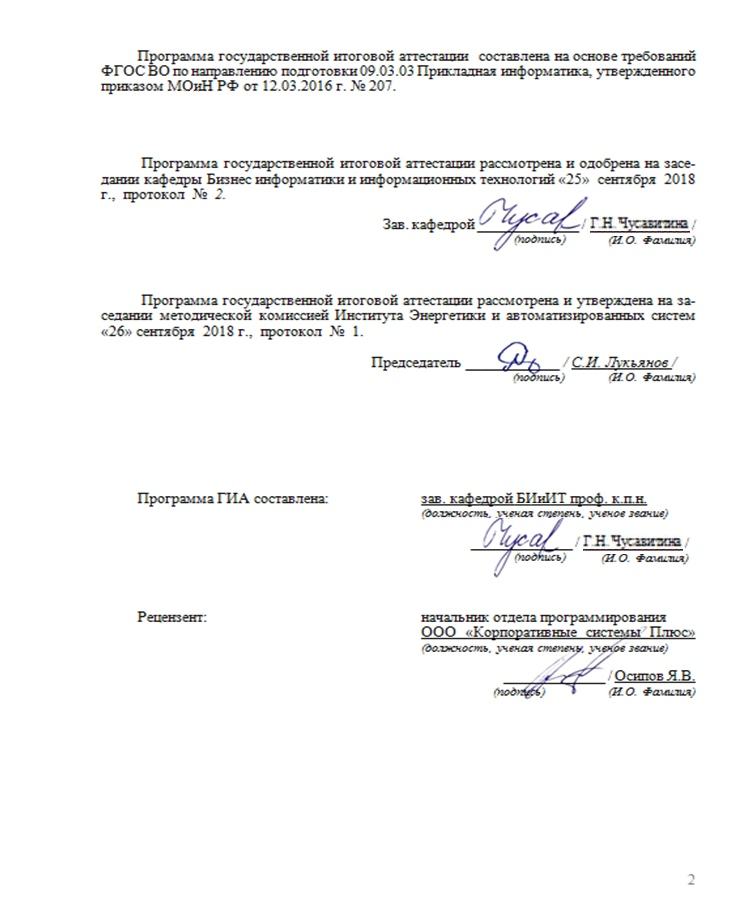 Программа государственной итоговой аттестации составлена на основе требований
ФГОС ВО по направлению подготовки 09.03.03 Прикладная информатика, утвержденного
приказом МОиН РФ от 12.03.2016 г. № 207.
Программа государственной итоговой аттестации рассмотрена и одобрена на засе-
дании кафедры Бизнес информатики и информационных технологий «25» сентября 2018
г., протокол № 2.
Зав. кафедрой Чусав / Г.Н. Чусавитина /
(подпись) (И.О. Фамилия)
Программа государственной итоговой аттестации рассмотрена и утверждена на за-
седании методической комиссией Института Энергетики и автоматизированных систем
«26» сентября 2018 г., протокол № 1.
Председатель / С.И. Лукьянов /
(подпись) (И.О. Фамилия)
Программа ГИА составлена: зав. кафедрой БИиИТ проф. к.п.н.
(должность, ученая степень, ученое звание)
Чусав / Г.Н. Чусавитина /
(подпись) (И.О. Фамилия)
Рецензент: начальник отдела программирования
ООО «Корпоративные системы Плюс»
(должность, ученая степень, ученое звание)
/ Осипов Я.В.
(подпись) (И.О. Фамилия)
2